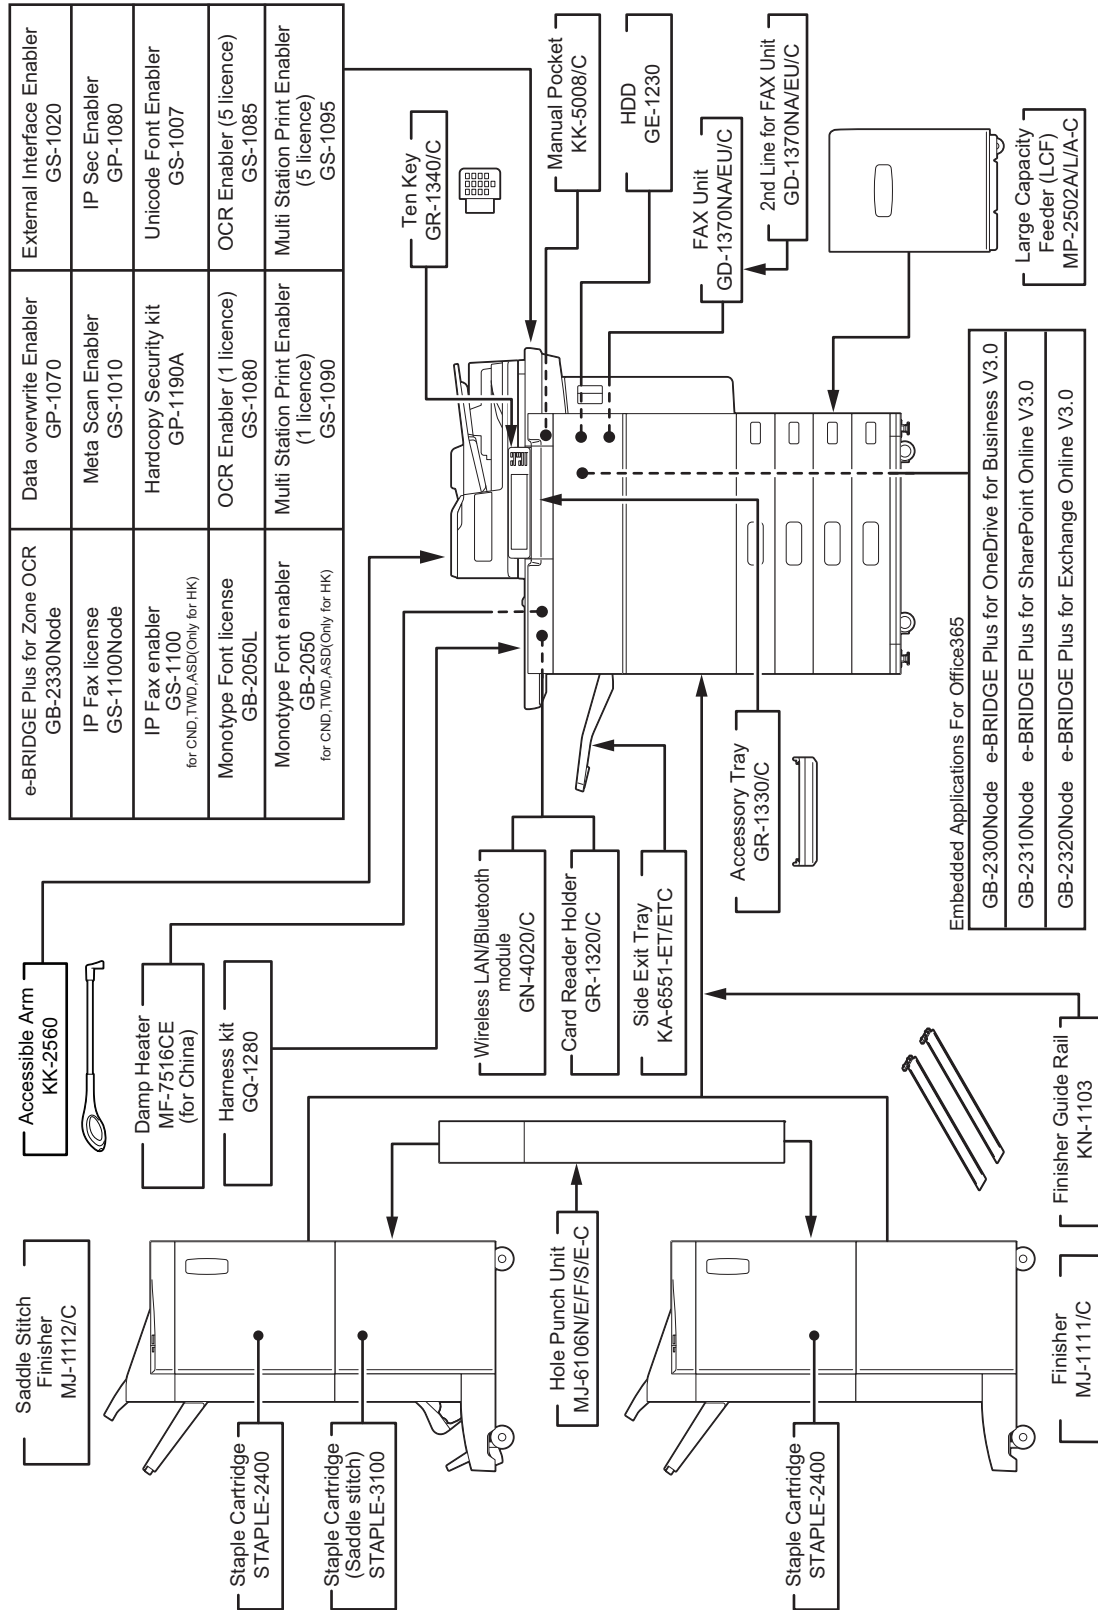 Saddle Stitch
Finisher
MJ-1112/C
Staple Cartridge
STAPLE-2400
Staple Cartridge
(Saddle stitch)
STAPLE-3100
Hole Punch Unit
MJ-6106N/E/F/S/E-C
Staple Cartridge
STAPLE-2400
Finisher
MJ-1111/C
Finisher Guide Rail
KN-1103
Accessible Arm
KK-2560
Damp Heater
MF-7516CE
(for China)
Harness kit
GQ-1280
Wireless LAN/Bluetooth
module
GN-4020/C
Card Reader Holder
GR-1320/C
Side Exit Tray
KA-6551-ET/ETC
Accessory Tray
GR-1330/C
e-BRIDGE Plus for Zone OCR
GB-2330Node
Data overwrite Enabler
GP-1070
External Interface Enabler
GS-1020
IP Fax license
GS-1100Node
Meta Scan Enabler
GS-1010
IP Sec Enabler
GP-1080
IP Fax enabler
GS-1100
for CND,TWD,ASD(Only for HK)
Hardcopy Security kit
GP-1190A
Unicode Font Enabler
GS-1007
Monotype Font license
GB-2050L
OCR Enabler (1 licence)
GS-1080
OCR Enabler (5 licence)
GS-1085
Monotype Font enabler
GB-2050
for CND,TWD,ASD(Only for HK)
Multi Station Print Enabler
(1 licence)
GS-1090
Multi Station Print Enabler
(5 licence)
GS-1095
Ten Key
GR-1340/C
Manual Pocket
KK-5008/C
HDD
GE-1230
FAX Unit
GD-1370NA/EU/C
2nd Line for FAX Unit
GD-1370NA/EU/C
Large Capacity
Feeder (LCF)
MP-2502A/L/A-C
Embedded Applications For Office365
GB-2300Node e-BRIDGE Plus for OneDrive for Business V3.0
GB-2310Node e-BRIDGE Plus for SharePoint Online V3.0
GB-2320Node e-BRIDGE Plus for Exchange Online V3.0